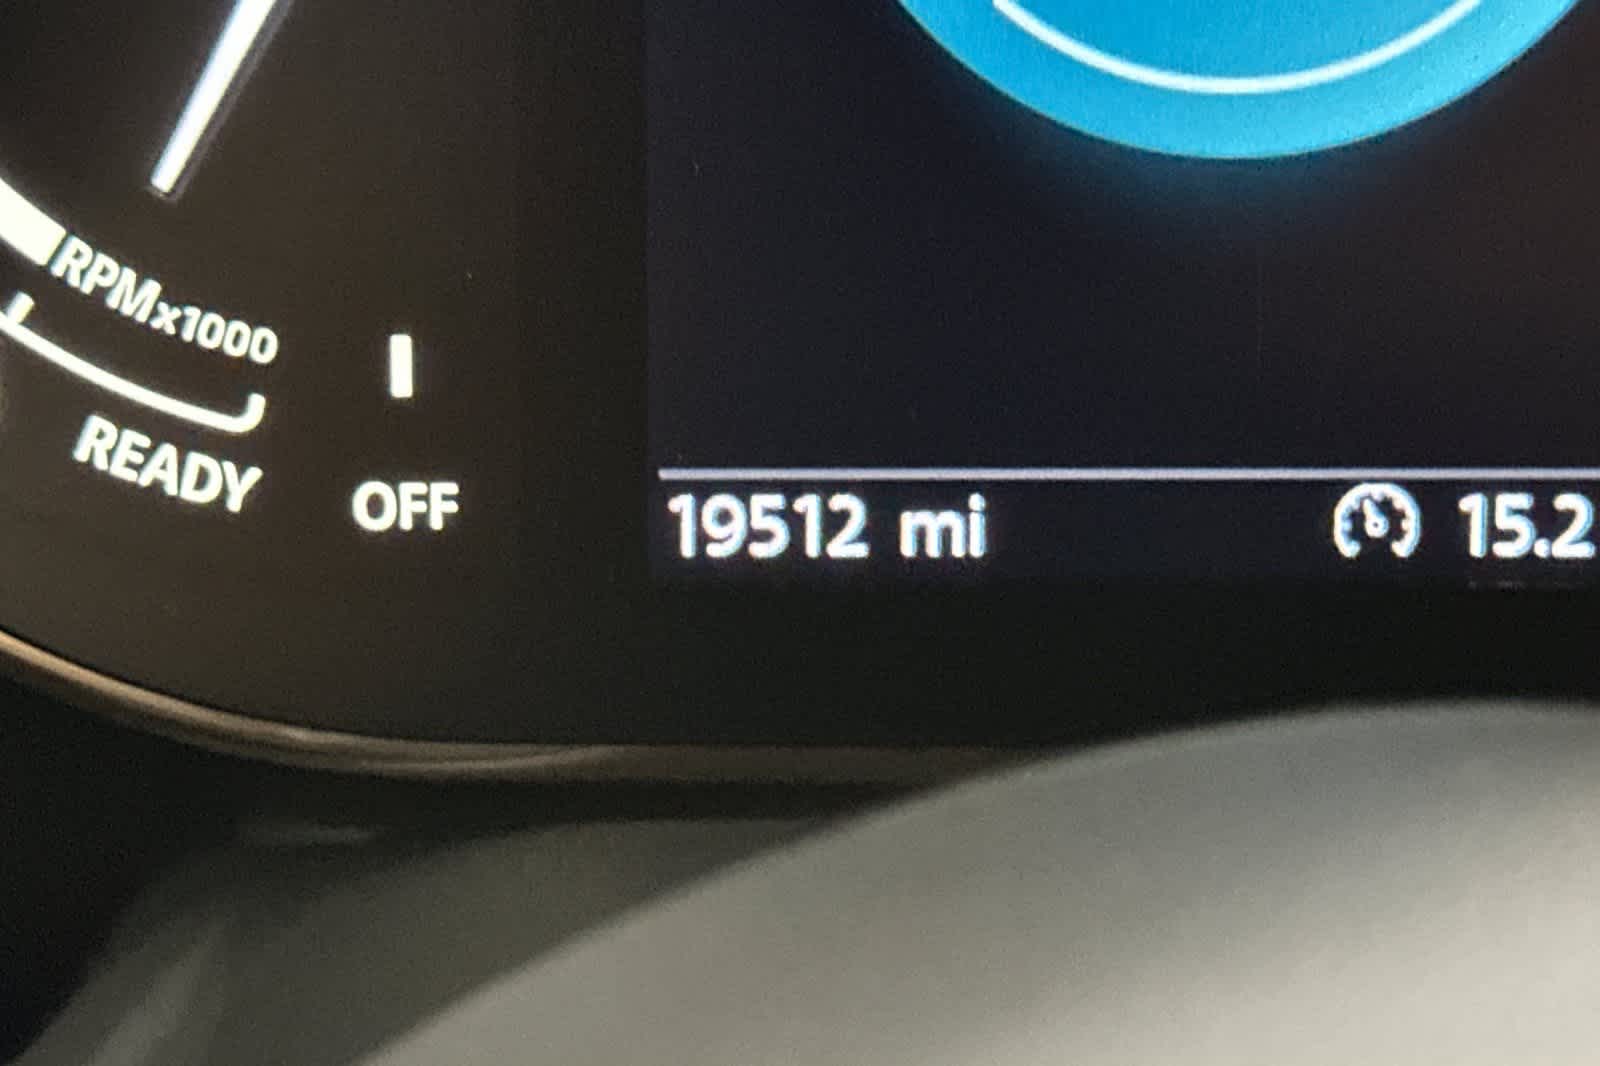 RPMx1000
READY
OFF
19512 mi
15.2